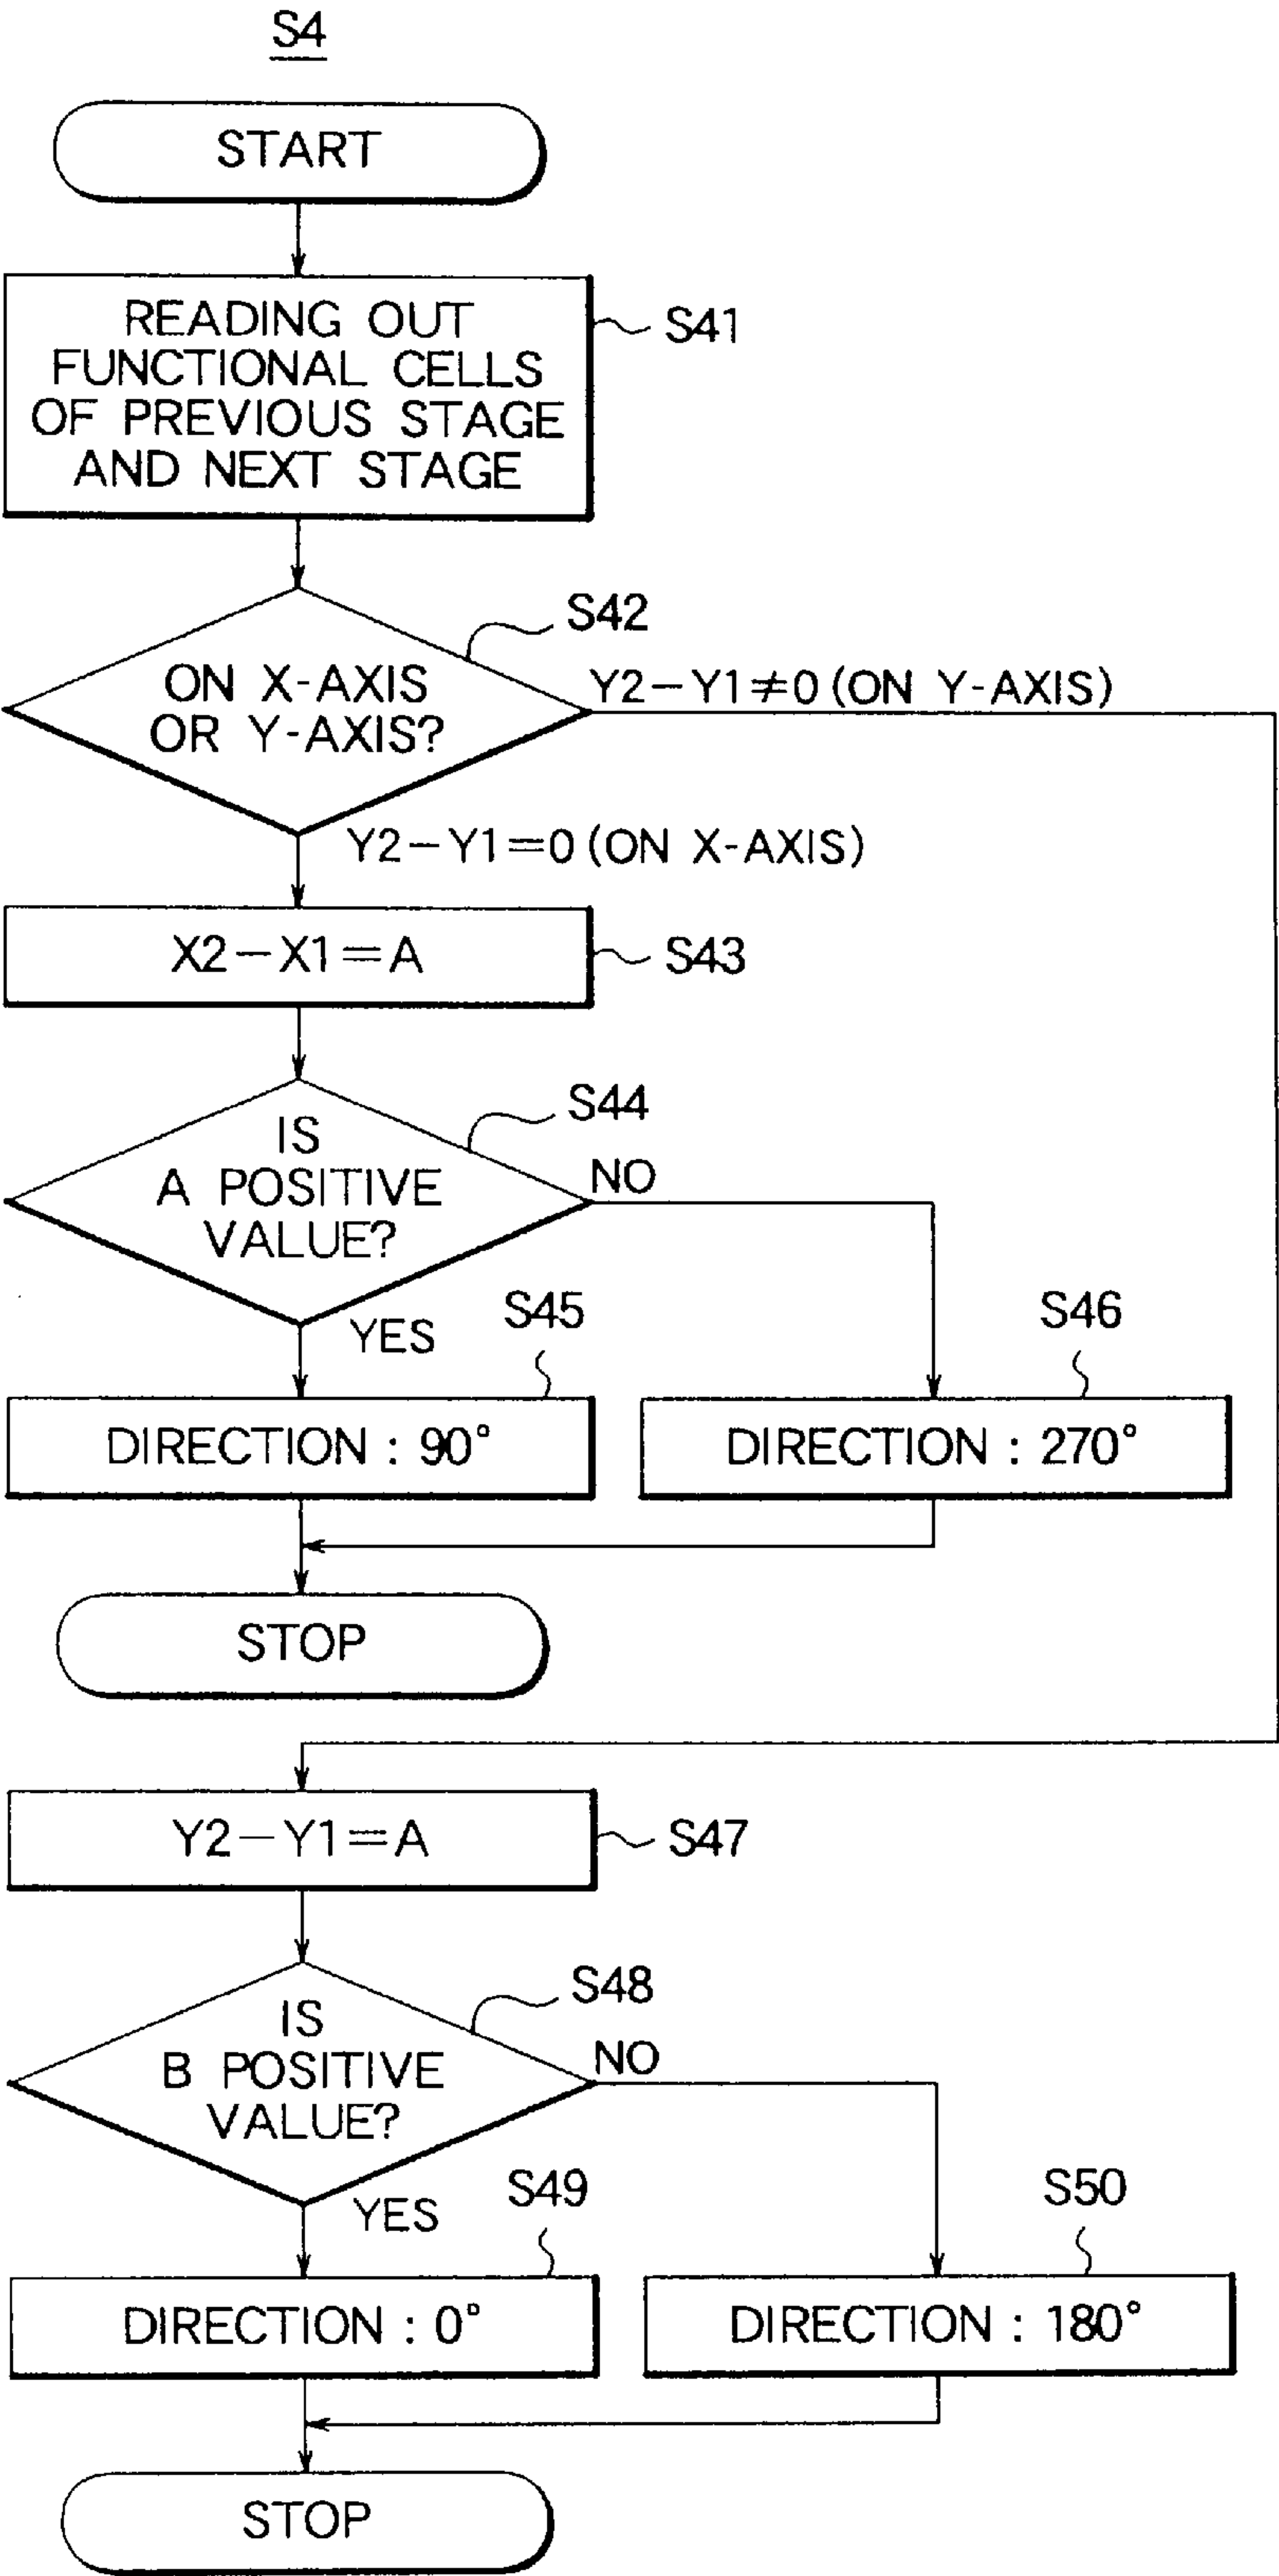 S4
START
READING OUT
FUNCTIONAL CELLS
OF PREVIOUS STAGE
AND NEXT STAGE
S41
S42
ON X-AXIS
OR Y-AXIS?
Y2-Y1≠0 (ON Y-AXIS)
Y2-Y1=0 (ON X-AXIS)
X2-X1=A
S43
S44
IS
A POSITIVE
VALUE?
NO
YES
S45
S46
DIRECTION : 90°
DIRECTION : 270°
STOP
Y2-Y1=A
S47
S48
IS
B POSITIVE
VALUE?
NO
YES
S49
S50
DIRECTION : 0°
DIRECTION : 180°
STOP